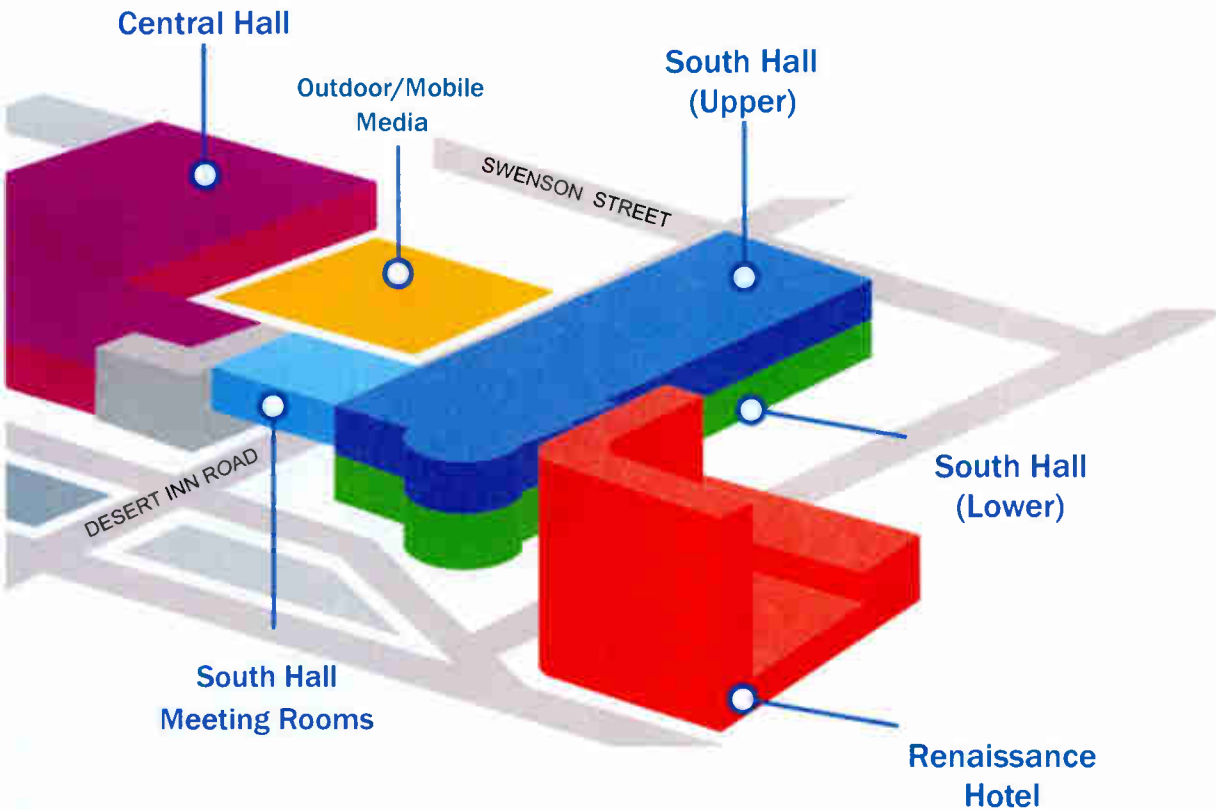 Central Hall
Outdoor/Mobile
Media
South Hall
(Upper)
SWENSON STREET
DESERT INN ROAD
South Hall
(Lower)
South Hall
Meeting Rooms
Renaissance
Hotel